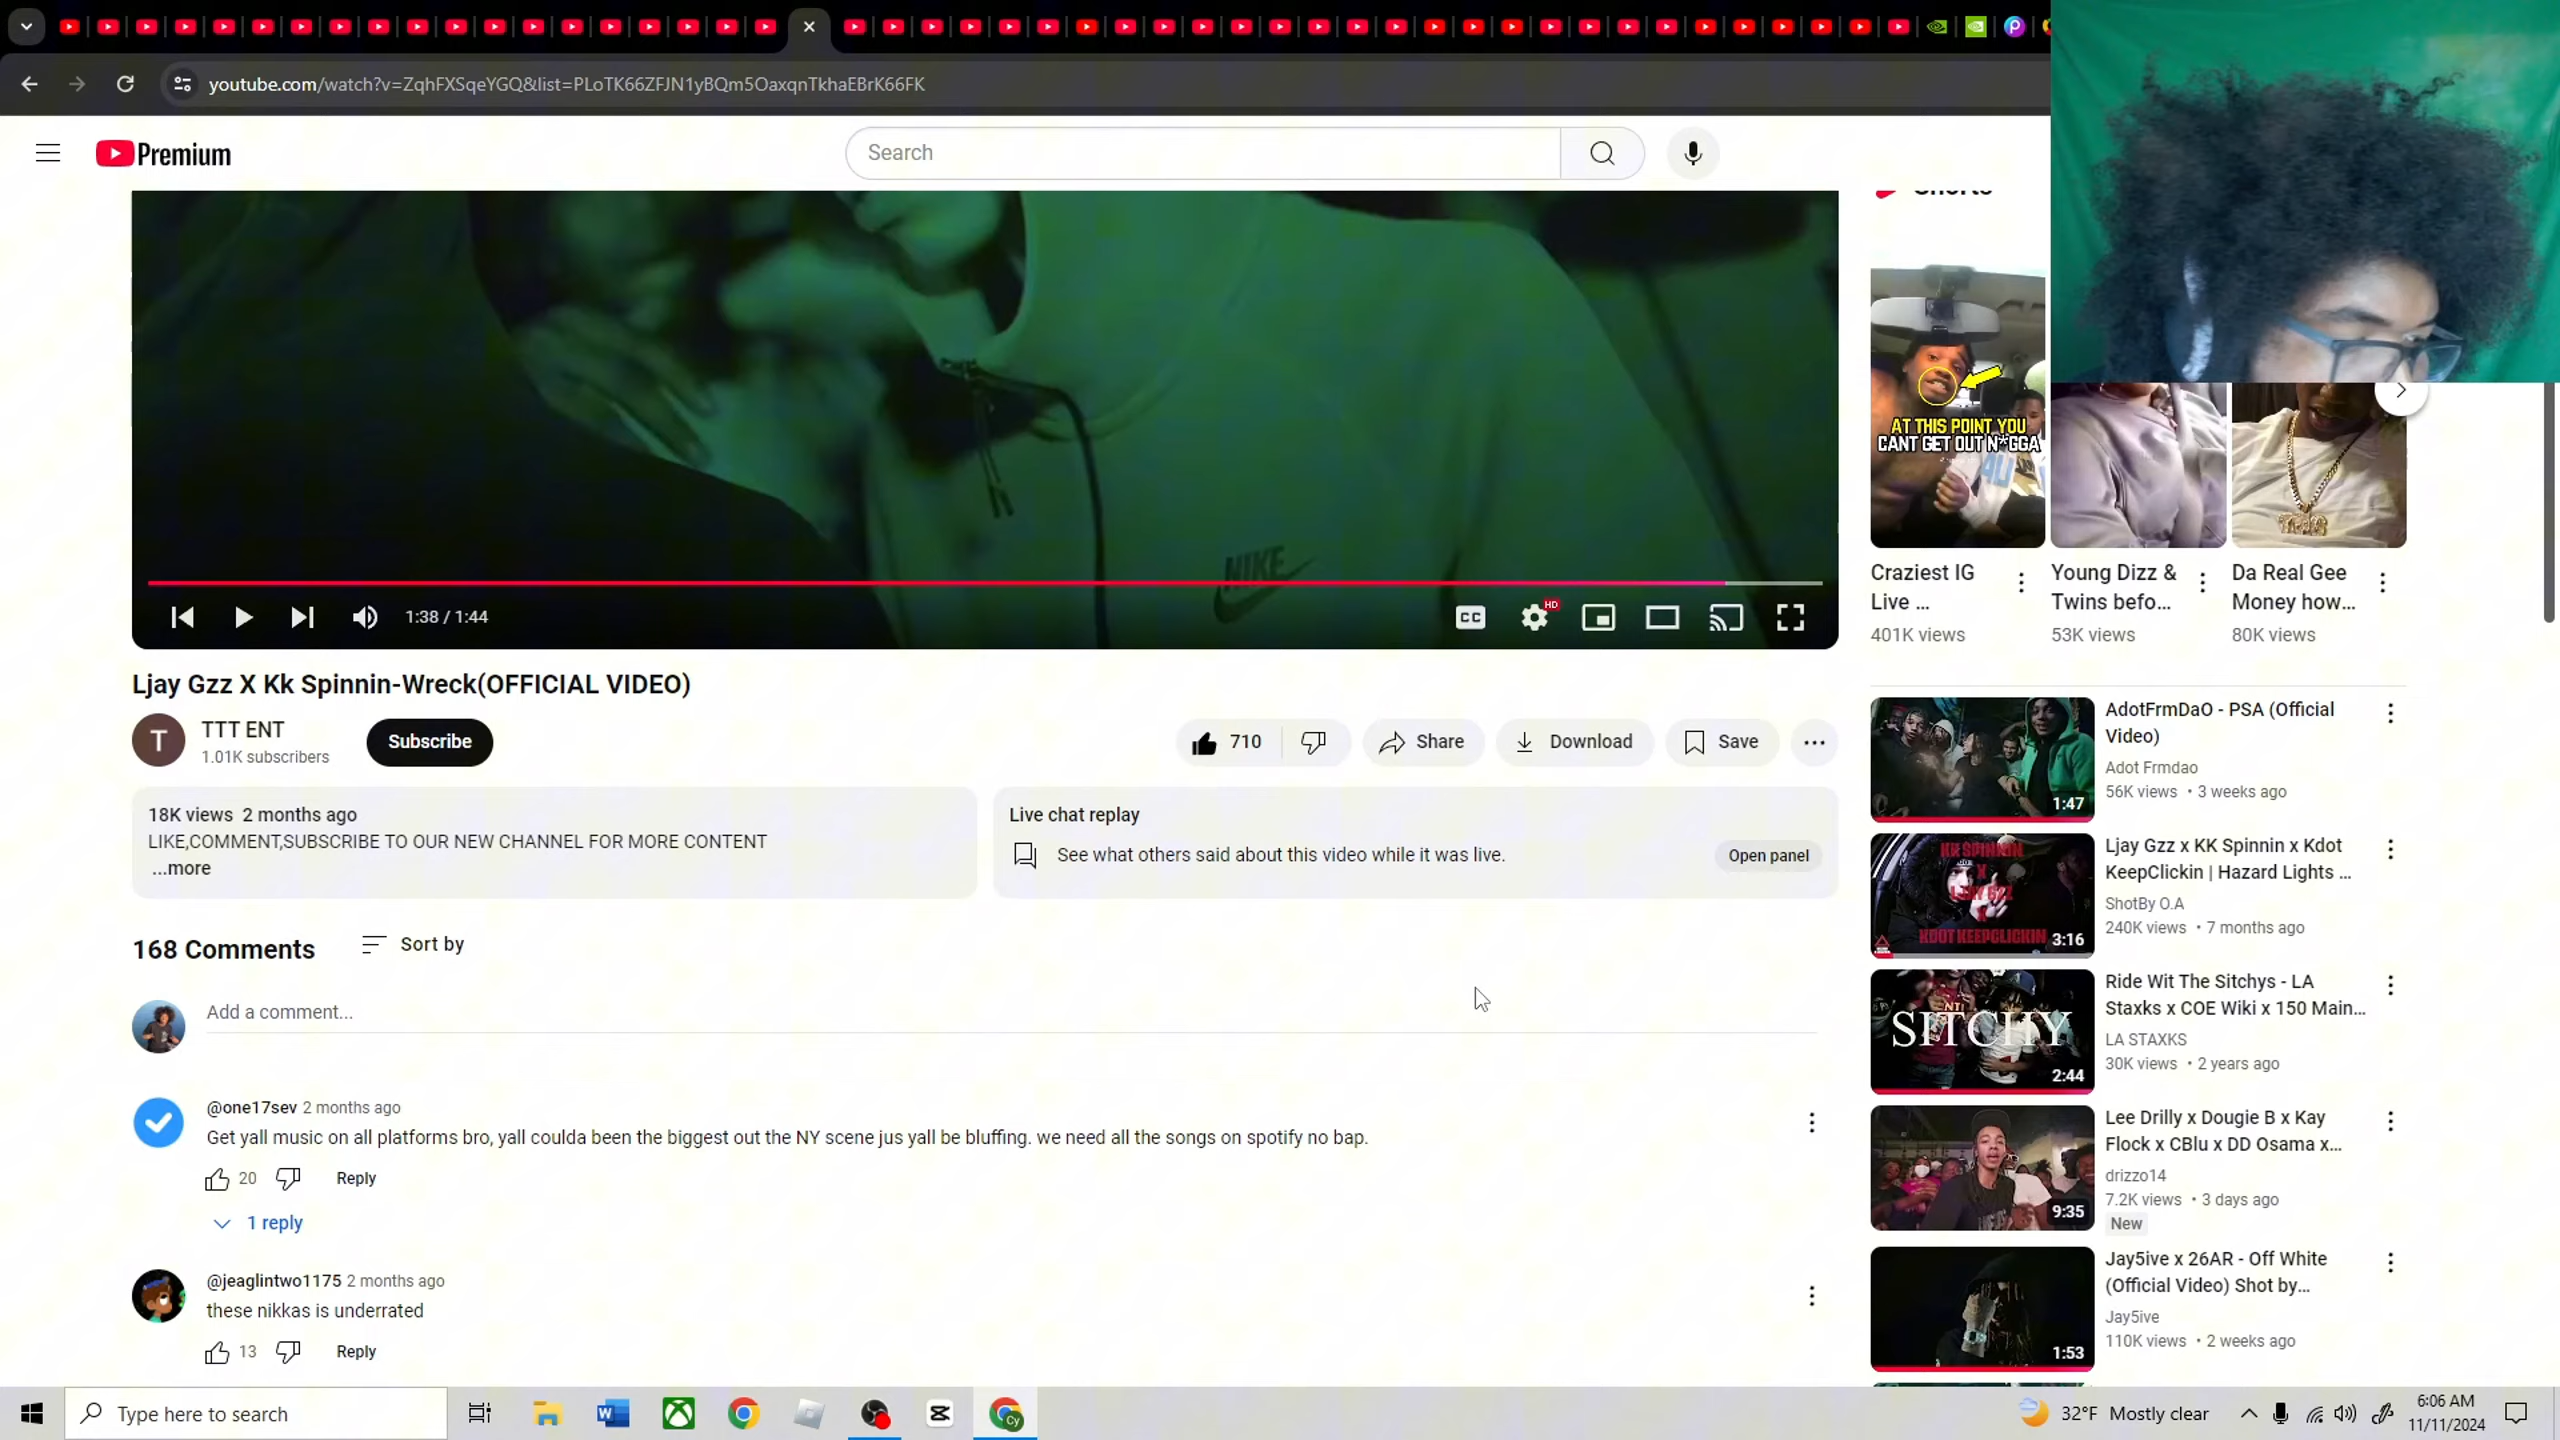 youtube.com/watch?v=ZqhFXSqeYGQ&list=PLoTK66ZFJN1yBQm5OaxqnTkhaEBrK66FK
Premium
Search
Shorts
AT THIS POINT YOU
CANT GET OUT N*GGA
NIKE
1:38 / 1:44
CC
HD
Craziest IG
Live ...
401K views
Young Dizz &
Twins befo...
53K views
Da Real Gee
Money how...
80K views
Ljay Gzz X Kk Spinnin-Wreck(OFFICIAL VIDEO)
T
TTT ENT
1.01K subscribers
Subscribe
710
Share
Download
Save
18K views 2 months ago
LIKE,COMMENT,SUBSCRIBE TO OUR NEW CHANNEL FOR MORE CONTENT
...more
Live chat replay
See what others said about this video while it was live.
Open panel
168 Comments
Sort by
Add a comment...
@one17sev 2 months ago
Get yall music on all platforms bro, yall coulda been the biggest out the NY scene jus yall be bluffing. we need all the songs on spotify no bap.
20
Reply
1 reply
@jeaglintwo1175 2 months ago
these nikkas is underrated
13
Reply
1:47
AdotFrmDaO - PSA (Official
Video)
Adot Frmdao
56K views • 3 weeks ago
KK SPINNIN
X
LJAY GZZ
X
KDOT KEEPCLICKIN
3:16
Ljay Gzz x KK Spinnin x Kdot
KeepClickin | Hazard Lights ...
ShotBy O.A
240K views • 7 months ago
SITCHY
2:44
Ride Wit The Sitchys - LA
Staxks x COE Wiki x 150 Main...
LA STAXKS
30K views • 2 years ago
9:35
Lee Drilly x Dougie B x Kay
Flock x CBlu x DD Osama x...
drizzo14
7.2K views • 3 days ago
New
1:53
Jay5ive x 26AR - Off White
(Official Video) Shot by...
Jay5ive
110K views • 2 weeks ago
Type here to search
Cy
32°F Mostly clear
6:06 AM
11/11/2024